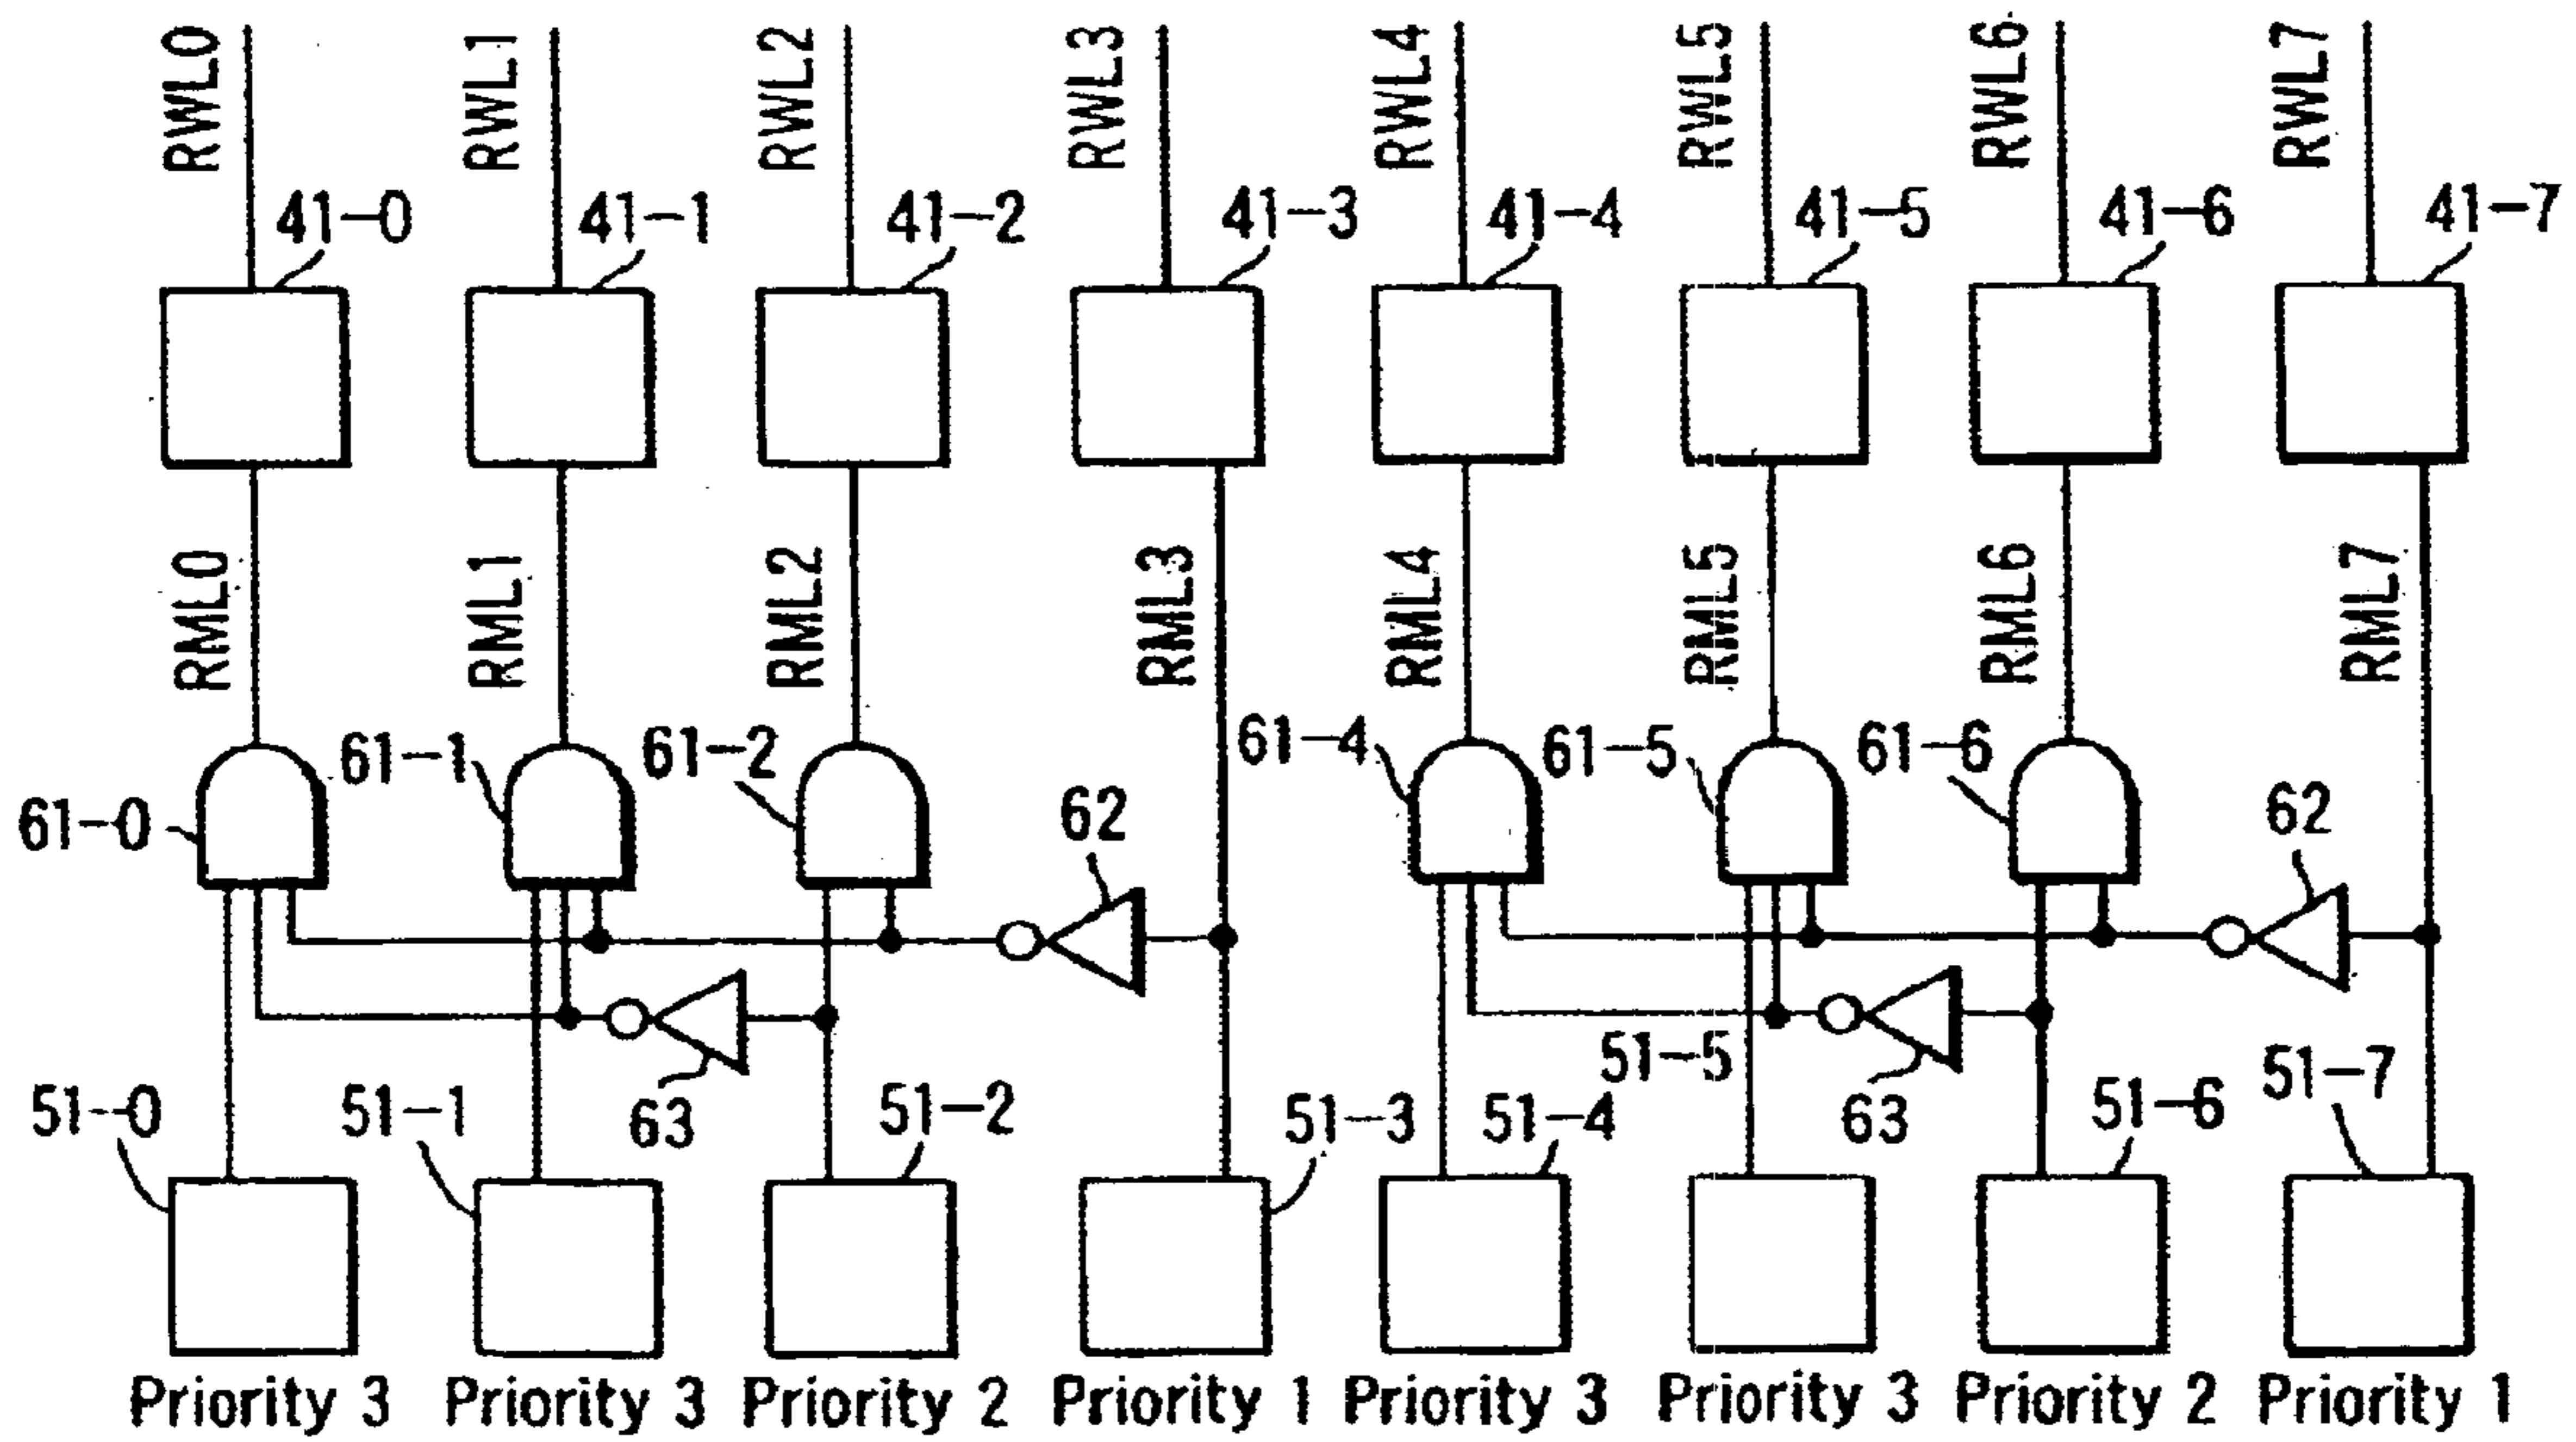 RWL0 RWL1 RWL2 RWL3 RWL4 RWL5 RWL6 RWL7
41-0 41-1 41-2 41-3 41-4 41-5 41-6 41-7
RML0 RML1 RML2 RML3 RML4 RML5 RML6 RML7
61-0 61-1 61-2 62 61-4 61-5 61-6 62
51-0 51-1 63 51-2 51-3 51-4 51-5 63 51-6 51-7
Priority 3 Priority 3 Priority 2 Priority 1 Priority 3 Priority 3 Priority 2 Priority 1